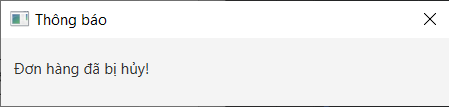 Thông báo
Đơn hàng đã bị hủy!